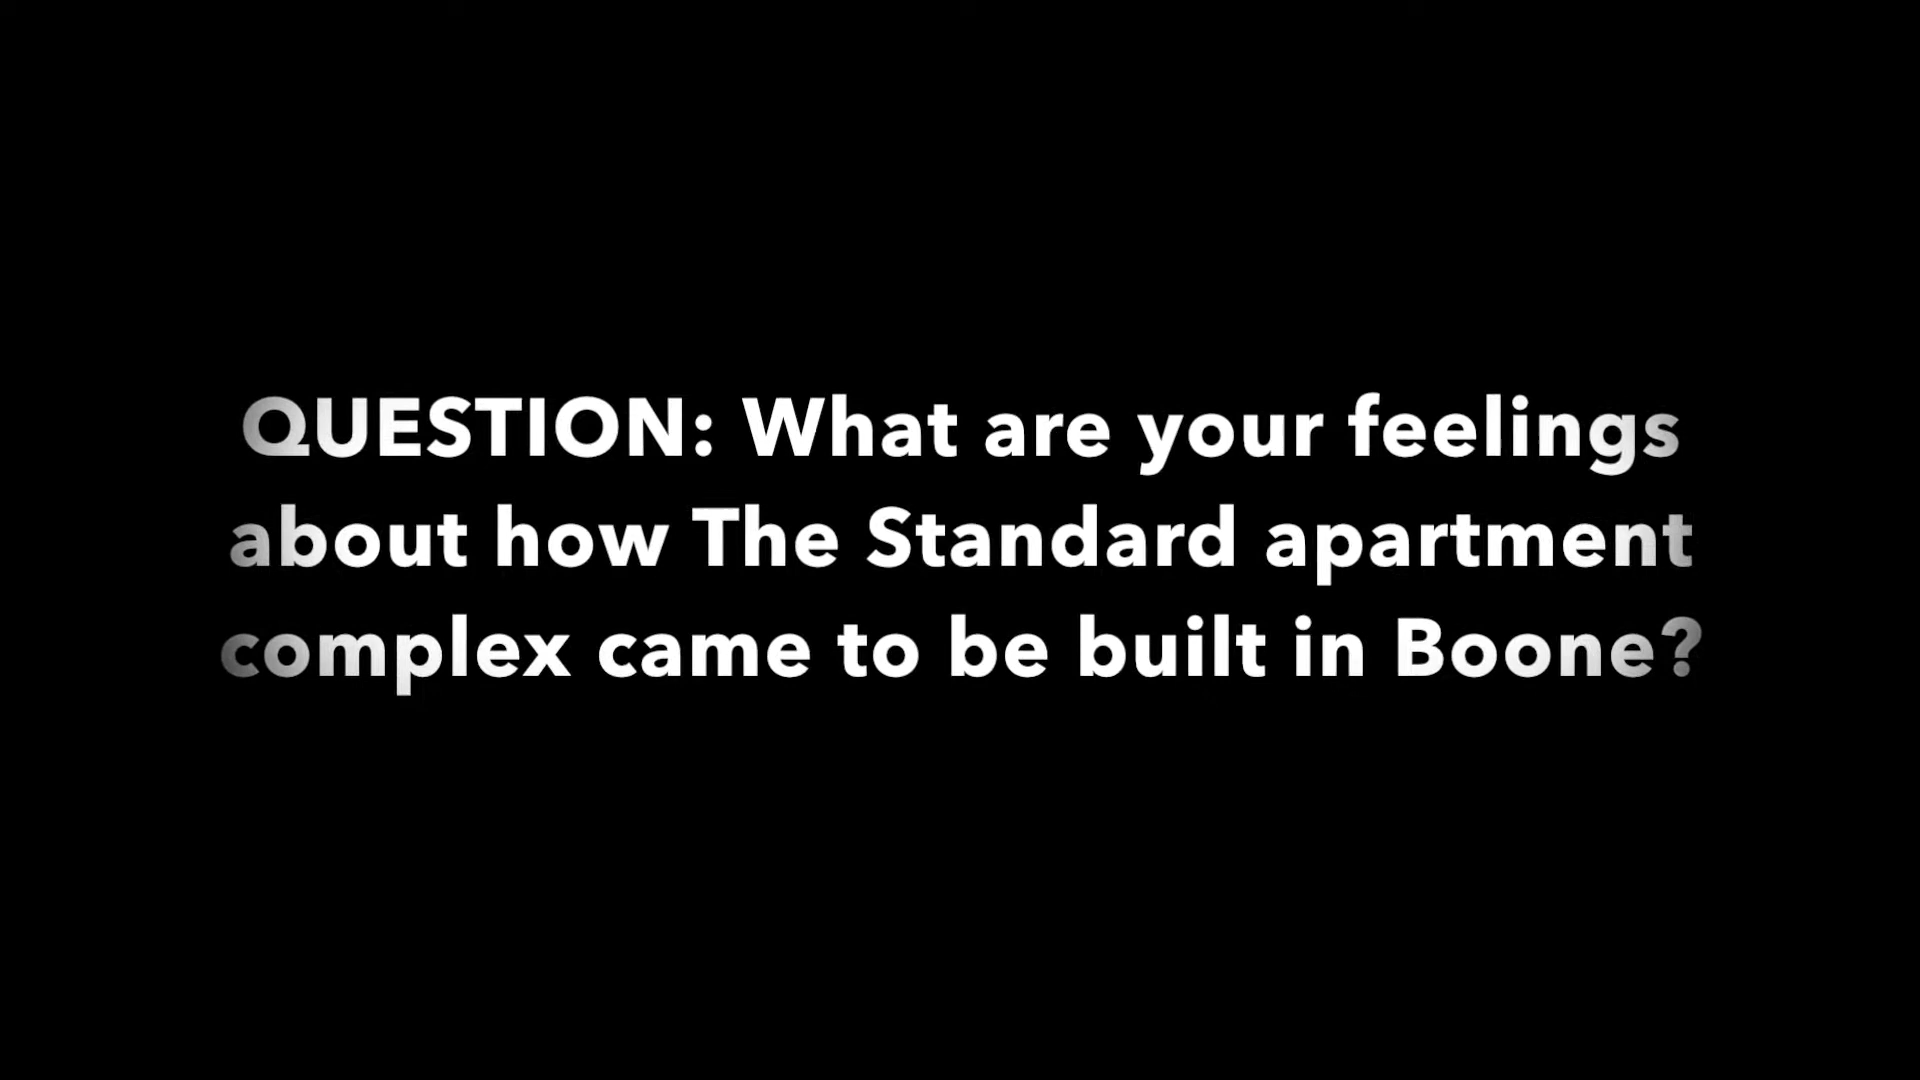 QUESTION: What are your feelings
about how The Standard apartment
complex came to be built in Boone?